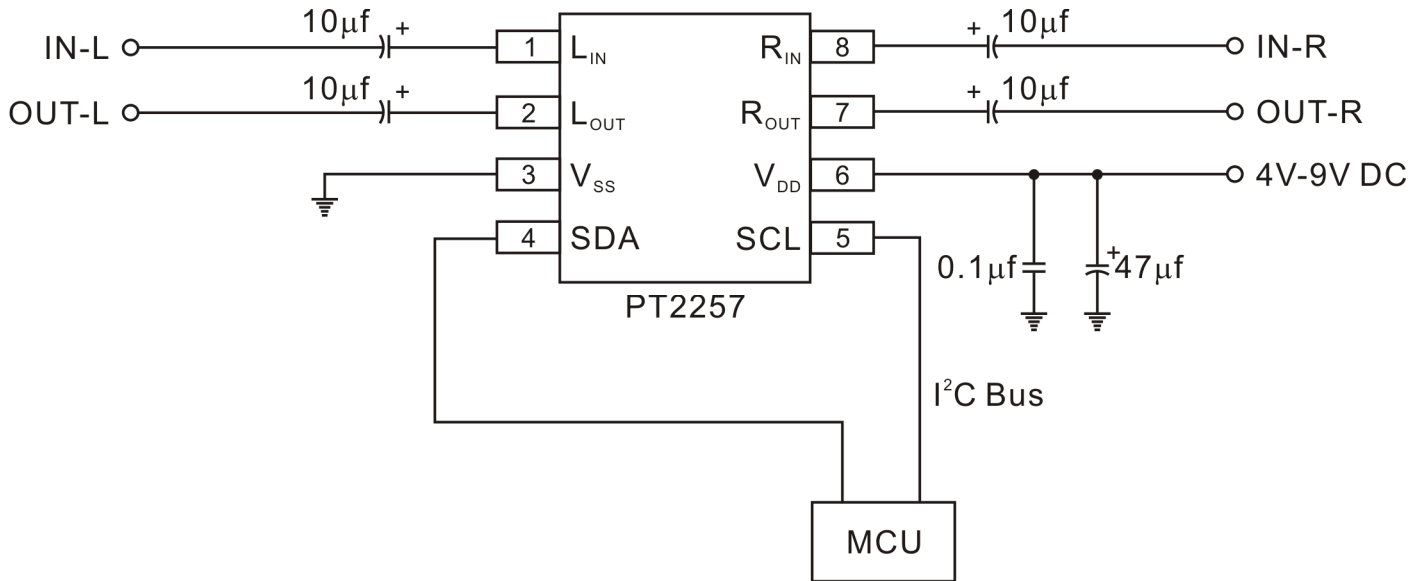 IN-L 10μf + 1 L_IN R_IN 8 + 10μf IN-R
OUT-L 10μf + 2 L_OUT R_OUT 7 + 10μf OUT-R
3 V_SS V_DD 6 4V-9V DC
4 SDA SCL 5 0.1μf +47μf
PT2257
I²C Bus
MCU